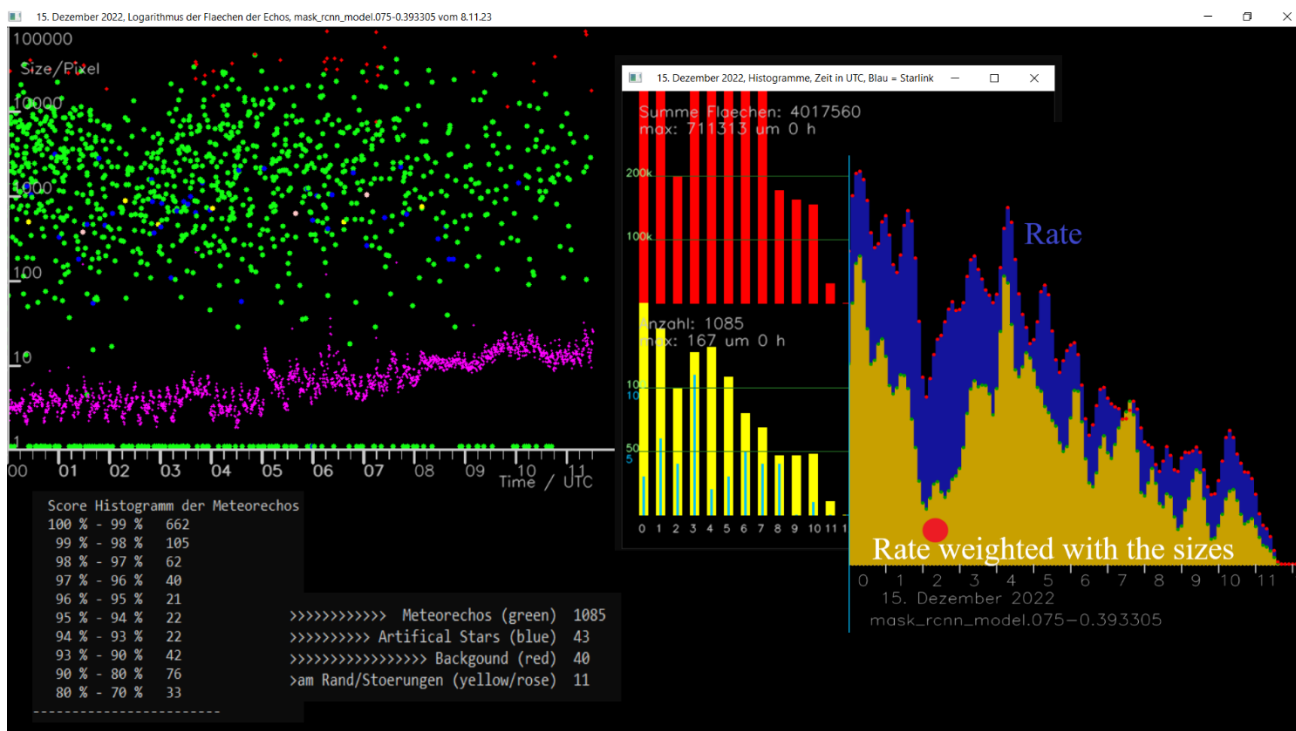 15. Dezember 2022, Logarithmus der Flaechen der Echos, mask_rcnn_model.075-0.393305 vom 8.11.23
100000
Size/Pixel
10000
1000
100
10
1
00 01 02 03 04 05 06 07 08 09 10 11
Time / UTC
Score Histogramm der Meteorechos
100 % - 99 % 662
99 % - 98 % 105
98 % - 97 % 62
97 % - 96 % 40
96 % - 95 % 21
95 % - 94 % 22
94 % - 93 % 22
93 % - 90 % 42
90 % - 80 % 76
80 % - 70 % 33
------------------------
>>>>>>>>>>>> Meteorechos (green) 1085
>>>>>>>>>> Artifical Stars (blue) 43
>>>>>>>>>>>>>>>>> Backgound (red) 40
>am Rand/Stoerungen (yellow/rose) 11
15. Dezember 2022, Histogramme, Zeit in UTC, Blau = Starlink
Summe Flaechen: 4017560
max: 711313 um 0 h
200k
100k
Anzahl: 1085
max: 167 um 0 h
10
10
50
5
0 1 2 3 4 5 6 7 8 9 10 11 1
Rate
Rate weighted with the sizes
0 1 2 3 4 5 6 7 8 9 10 11
15. Dezember 2022
mask_rcnn_model.075-0.393305